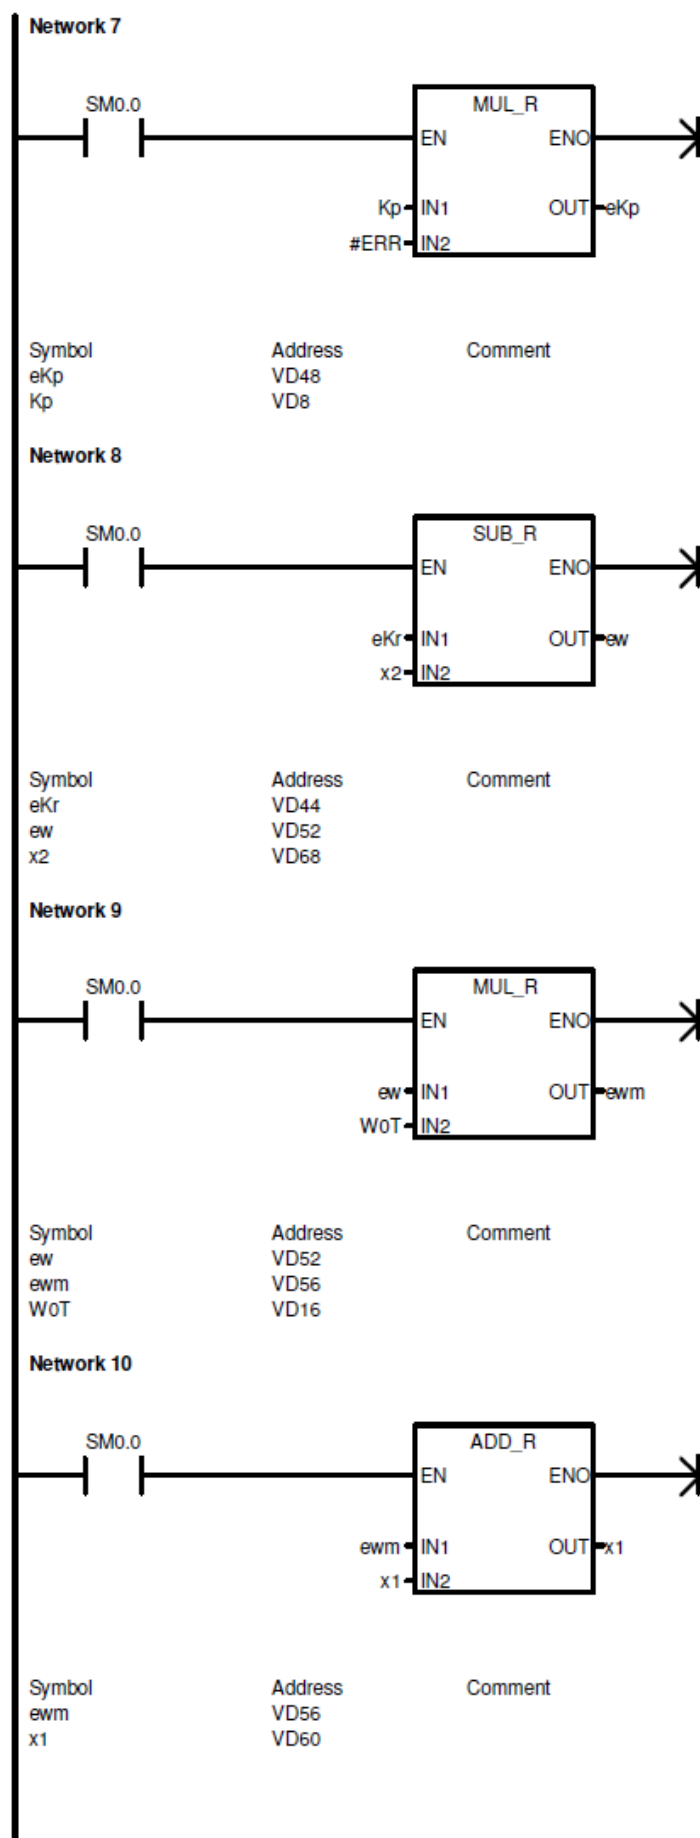 Network 7
SM0.0
MUL_R
EN ENO
Kp IN1 OUT eKp
#ERR IN2
Symbol Address Comment
eKp VD48
Kp VD8
Network 8
SM0.0
SUB_R
EN ENO
eKr IN1 OUT ew
x2 IN2
Symbol Address Comment
eKr VD44
ew VD52
x2 VD68
Network 9
SM0.0
MUL_R
EN ENO
ew IN1 OUT ewm
W0T IN2
Symbol Address Comment
ew VD52
ewm VD56
W0T VD16
Network 10
SM0.0
ADD_R
EN ENO
ewm IN1 OUT x1
x1 IN2
Symbol Address Comment
ewm VD56
x1 VD60